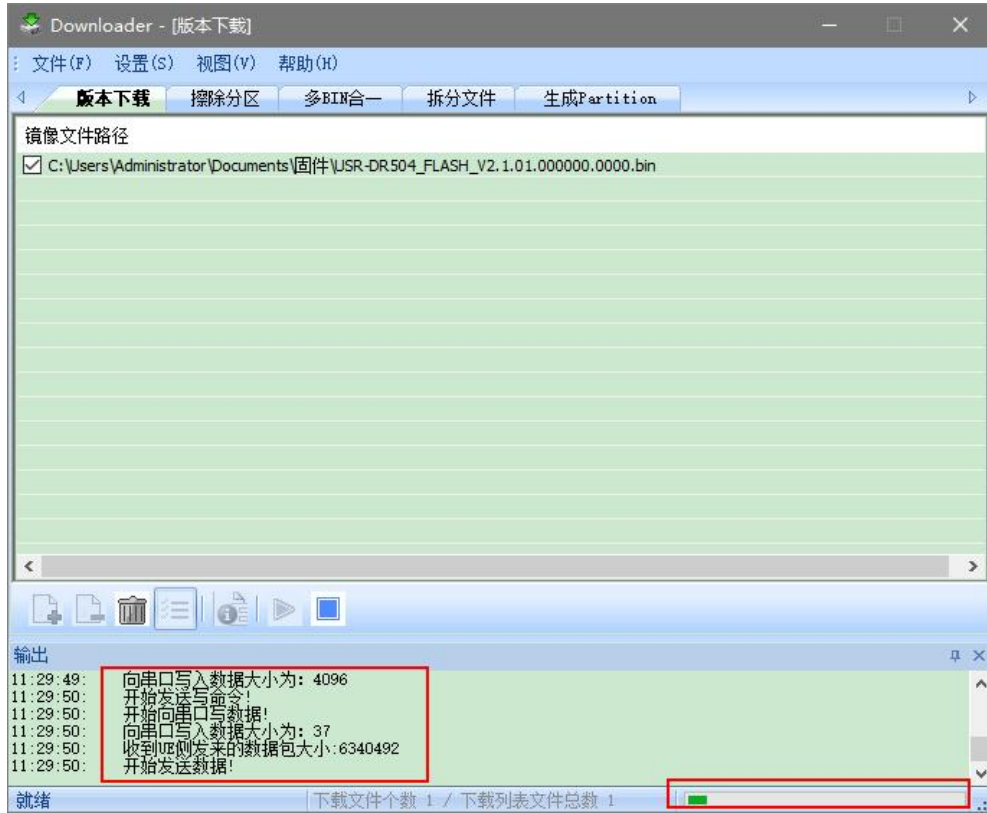 Downloader - [版本下载]
文件(F) 设置(S) 视图(V) 帮助(H)
版本下载 擦除分区 多BIN合一 拆分文件 生成Partition
镜像文件路径
C:\Users\Administrator\Documents\固件\USR-DR504_FLASH_V2.1.01.000000.0000.bin
输出
11:29:49: 向串口写入数据大小为: 4096
11:29:50: 开始发送写命令!
11:29:50: 开始向串口写数据!
11:29:50: 向串口写入数据大小为: 37
11:29:50: 收到UE侧发来的数据包大小:6340492
11:29:50: 开始发送数据!
就绪 下载文件个数 1 / 下载列表文件总数 1